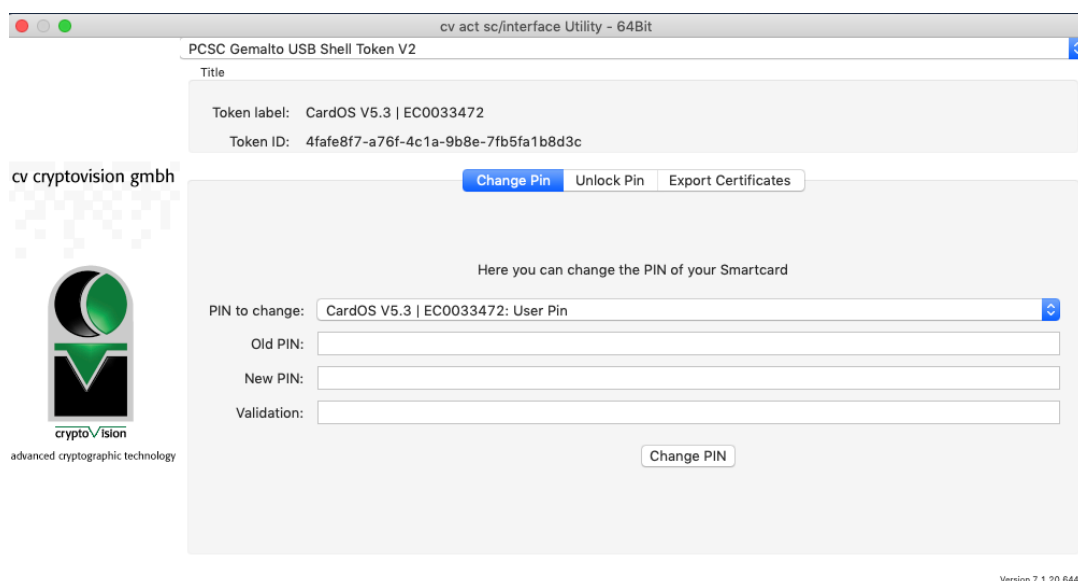 cv act sc/interface Utility - 64Bit
PCSC Gemalto USB Shell Token V2
Title
Token label: CardOS V5.3 | EC0033472
Token ID: 4fafe8f7-a76f-4c1a-9b8e-7fb5fa1b8d3c
cv cryptovision gmbh
Change Pin Unlock Pin Export Certificates
Here you can change the PIN of your Smartcard
PIN to change: CardOS V5.3 | EC0033472: User Pin
Old PIN:
New PIN:
Validation:
cryptoVision
advanced cryptographic technology
Change PIN
Version 7.1.20.644